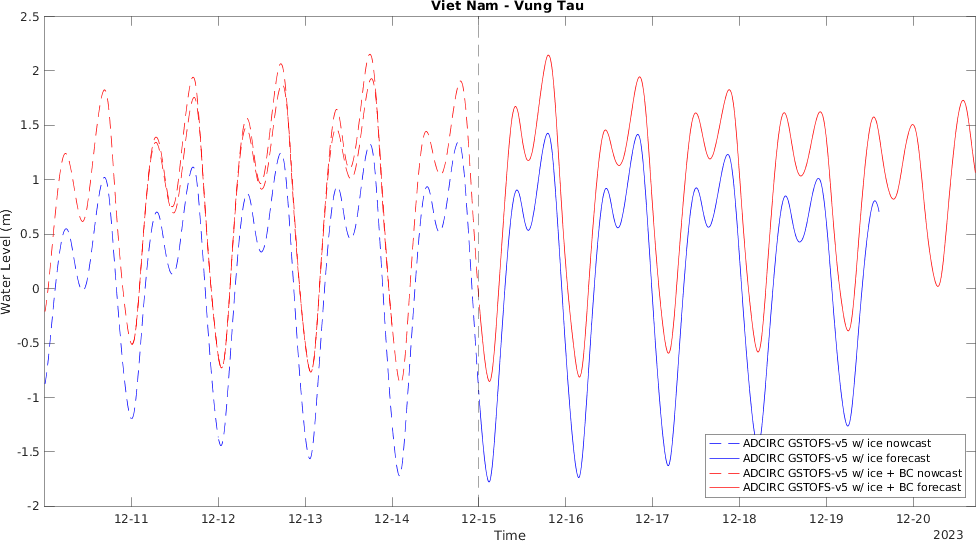 Viet Nam - Vung Tau
2.5
2
1.5
1
0.5
0
-0.5
-1
-1.5
-2
Water Level (m)
12-11 12-12 12-13 12-14 12-15 12-16 12-17 12-18 12-19 12-20
Time
2023
ADCIRC GSTOFS-v5 w/ ice nowcast
ADCIRC GSTOFS-v5 w/ ice forecast
ADCIRC GSTOFS-v5 w/ ice + BC nowcast
ADCIRC GSTOFS-v5 w/ ice + BC forecast